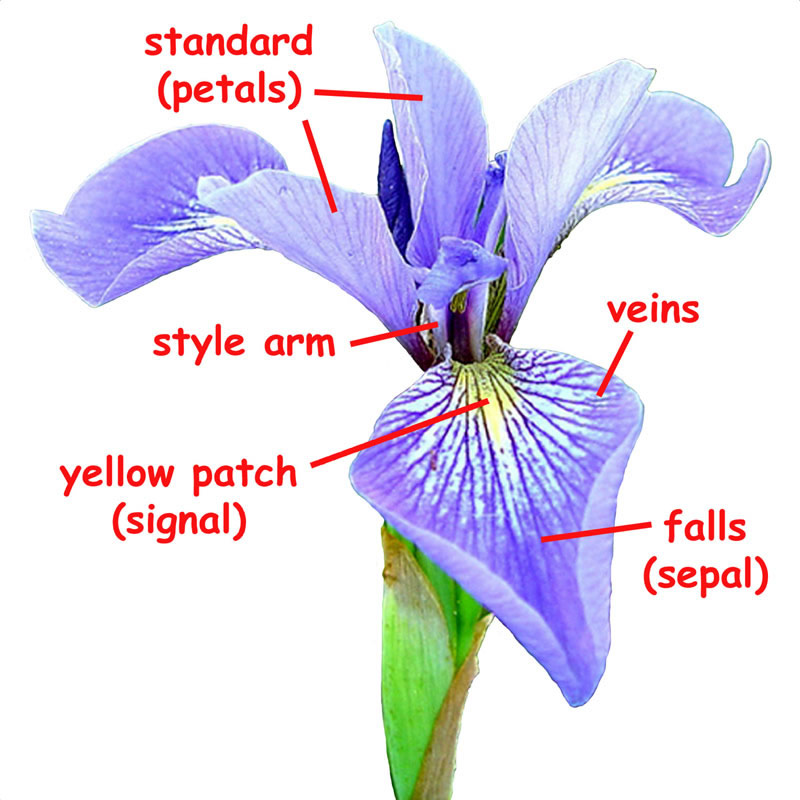 standard
(petals)
veins
style arm
yellow patch
(signal)
falls
(sepal)